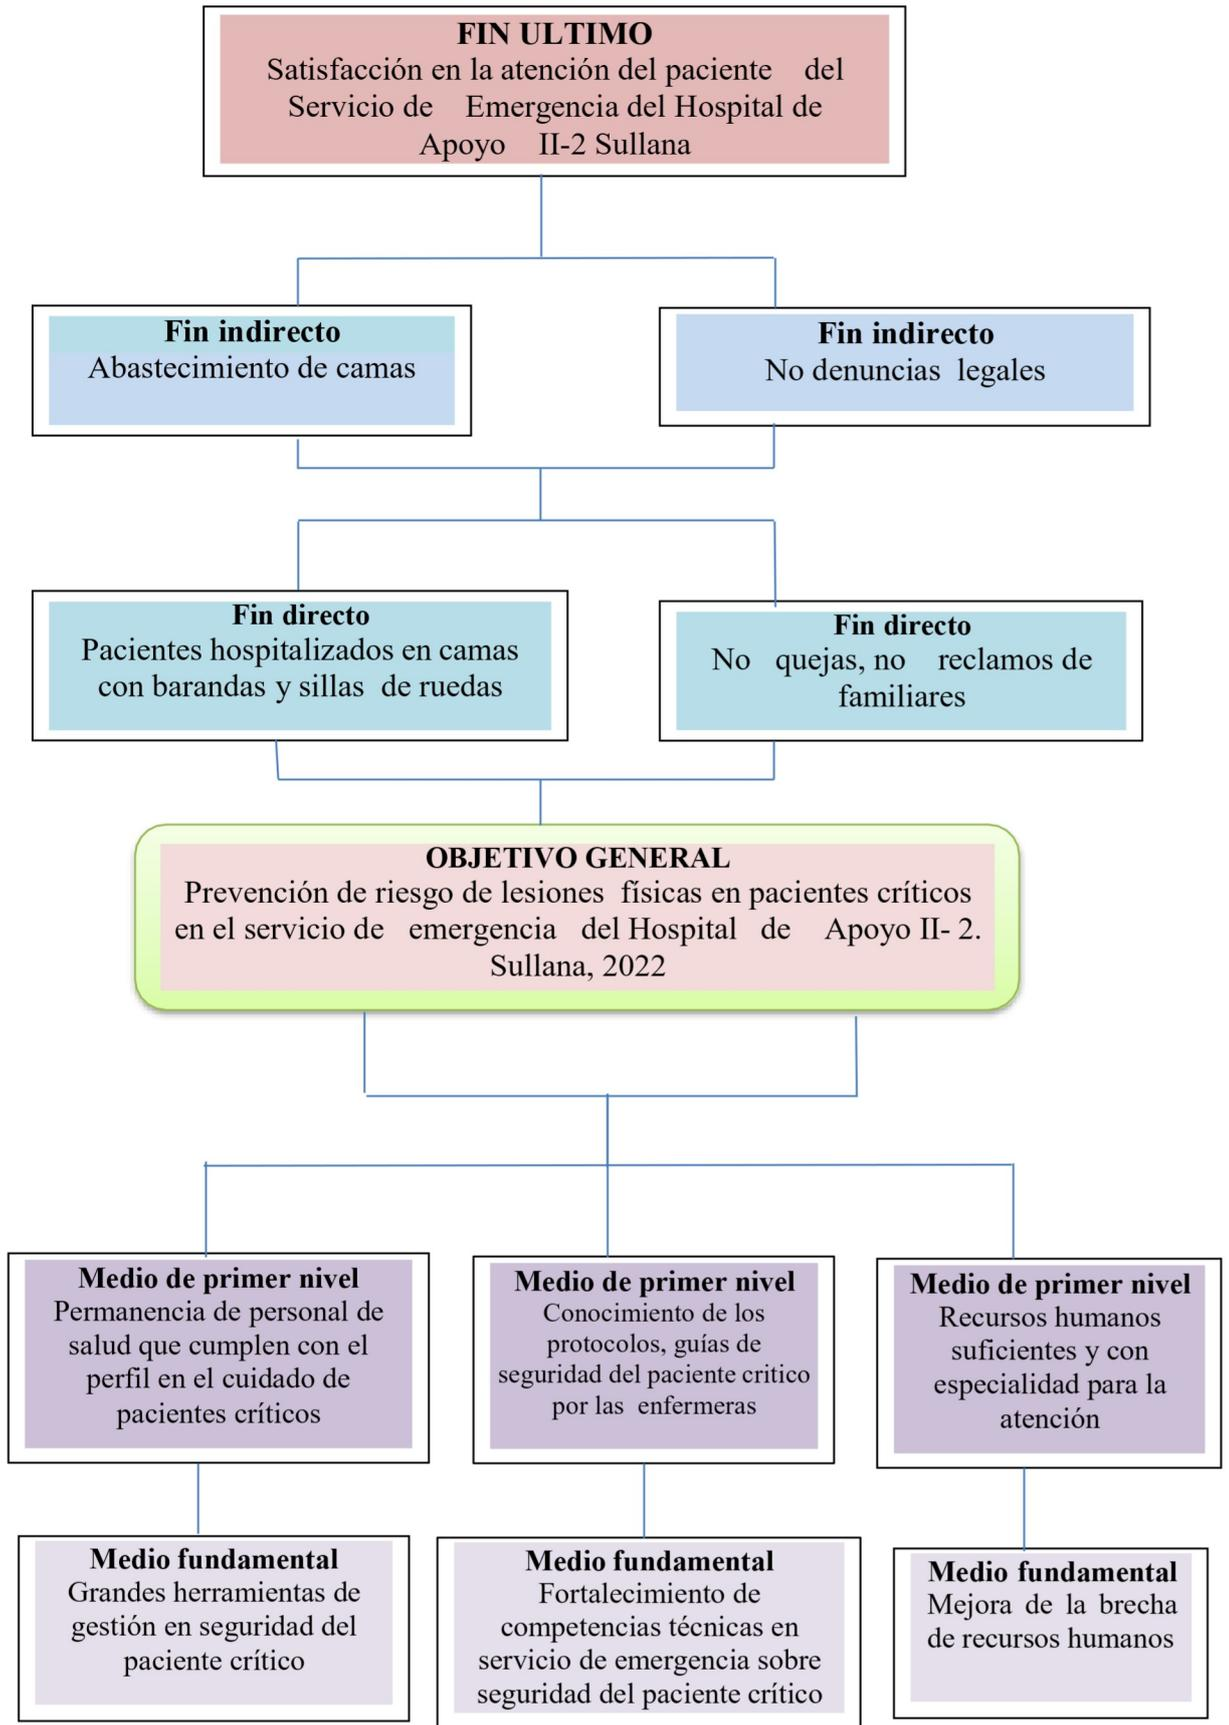 FIN ULTIMO
Satisfacción en la atención del paciente del
Servicio de Emergencia del Hospital de
Apoyo II-2 Sullana
Fin indirecto
Abastecimiento de camas
Fin indirecto
No denuncias legales
Fin directo
Pacientes hospitalizados en camas
con barandas y sillas de ruedas
Fin directo
No quejas, no reclamos de
familiares
OBJETIVO GENERAL
Prevención de riesgo de lesiones físicas en pacientes críticos
en el servicio de emergencia del Hospital de Apoyo II- 2.
Sullana, 2022
Medio de primer nivel
Permanencia de personal de
salud que cumplen con el
perfil en el cuidado de
pacientes críticos
Medio de primer nivel
Conocimiento de los
protocolos, guías de
seguridad del paciente critico
por las enfermeras
Medio de primer nivel
Recursos humanos
suficientes y con
especialidad para la
atención
Medio fundamental
Grandes herramientas de
gestión en seguridad del
paciente crítico
Medio fundamental
Fortalecimiento de
competencias técnicas en
servicio de emergencia sobre
seguridad del paciente crítico
Medio fundamental
Mejora de la brecha
de recursos humanos